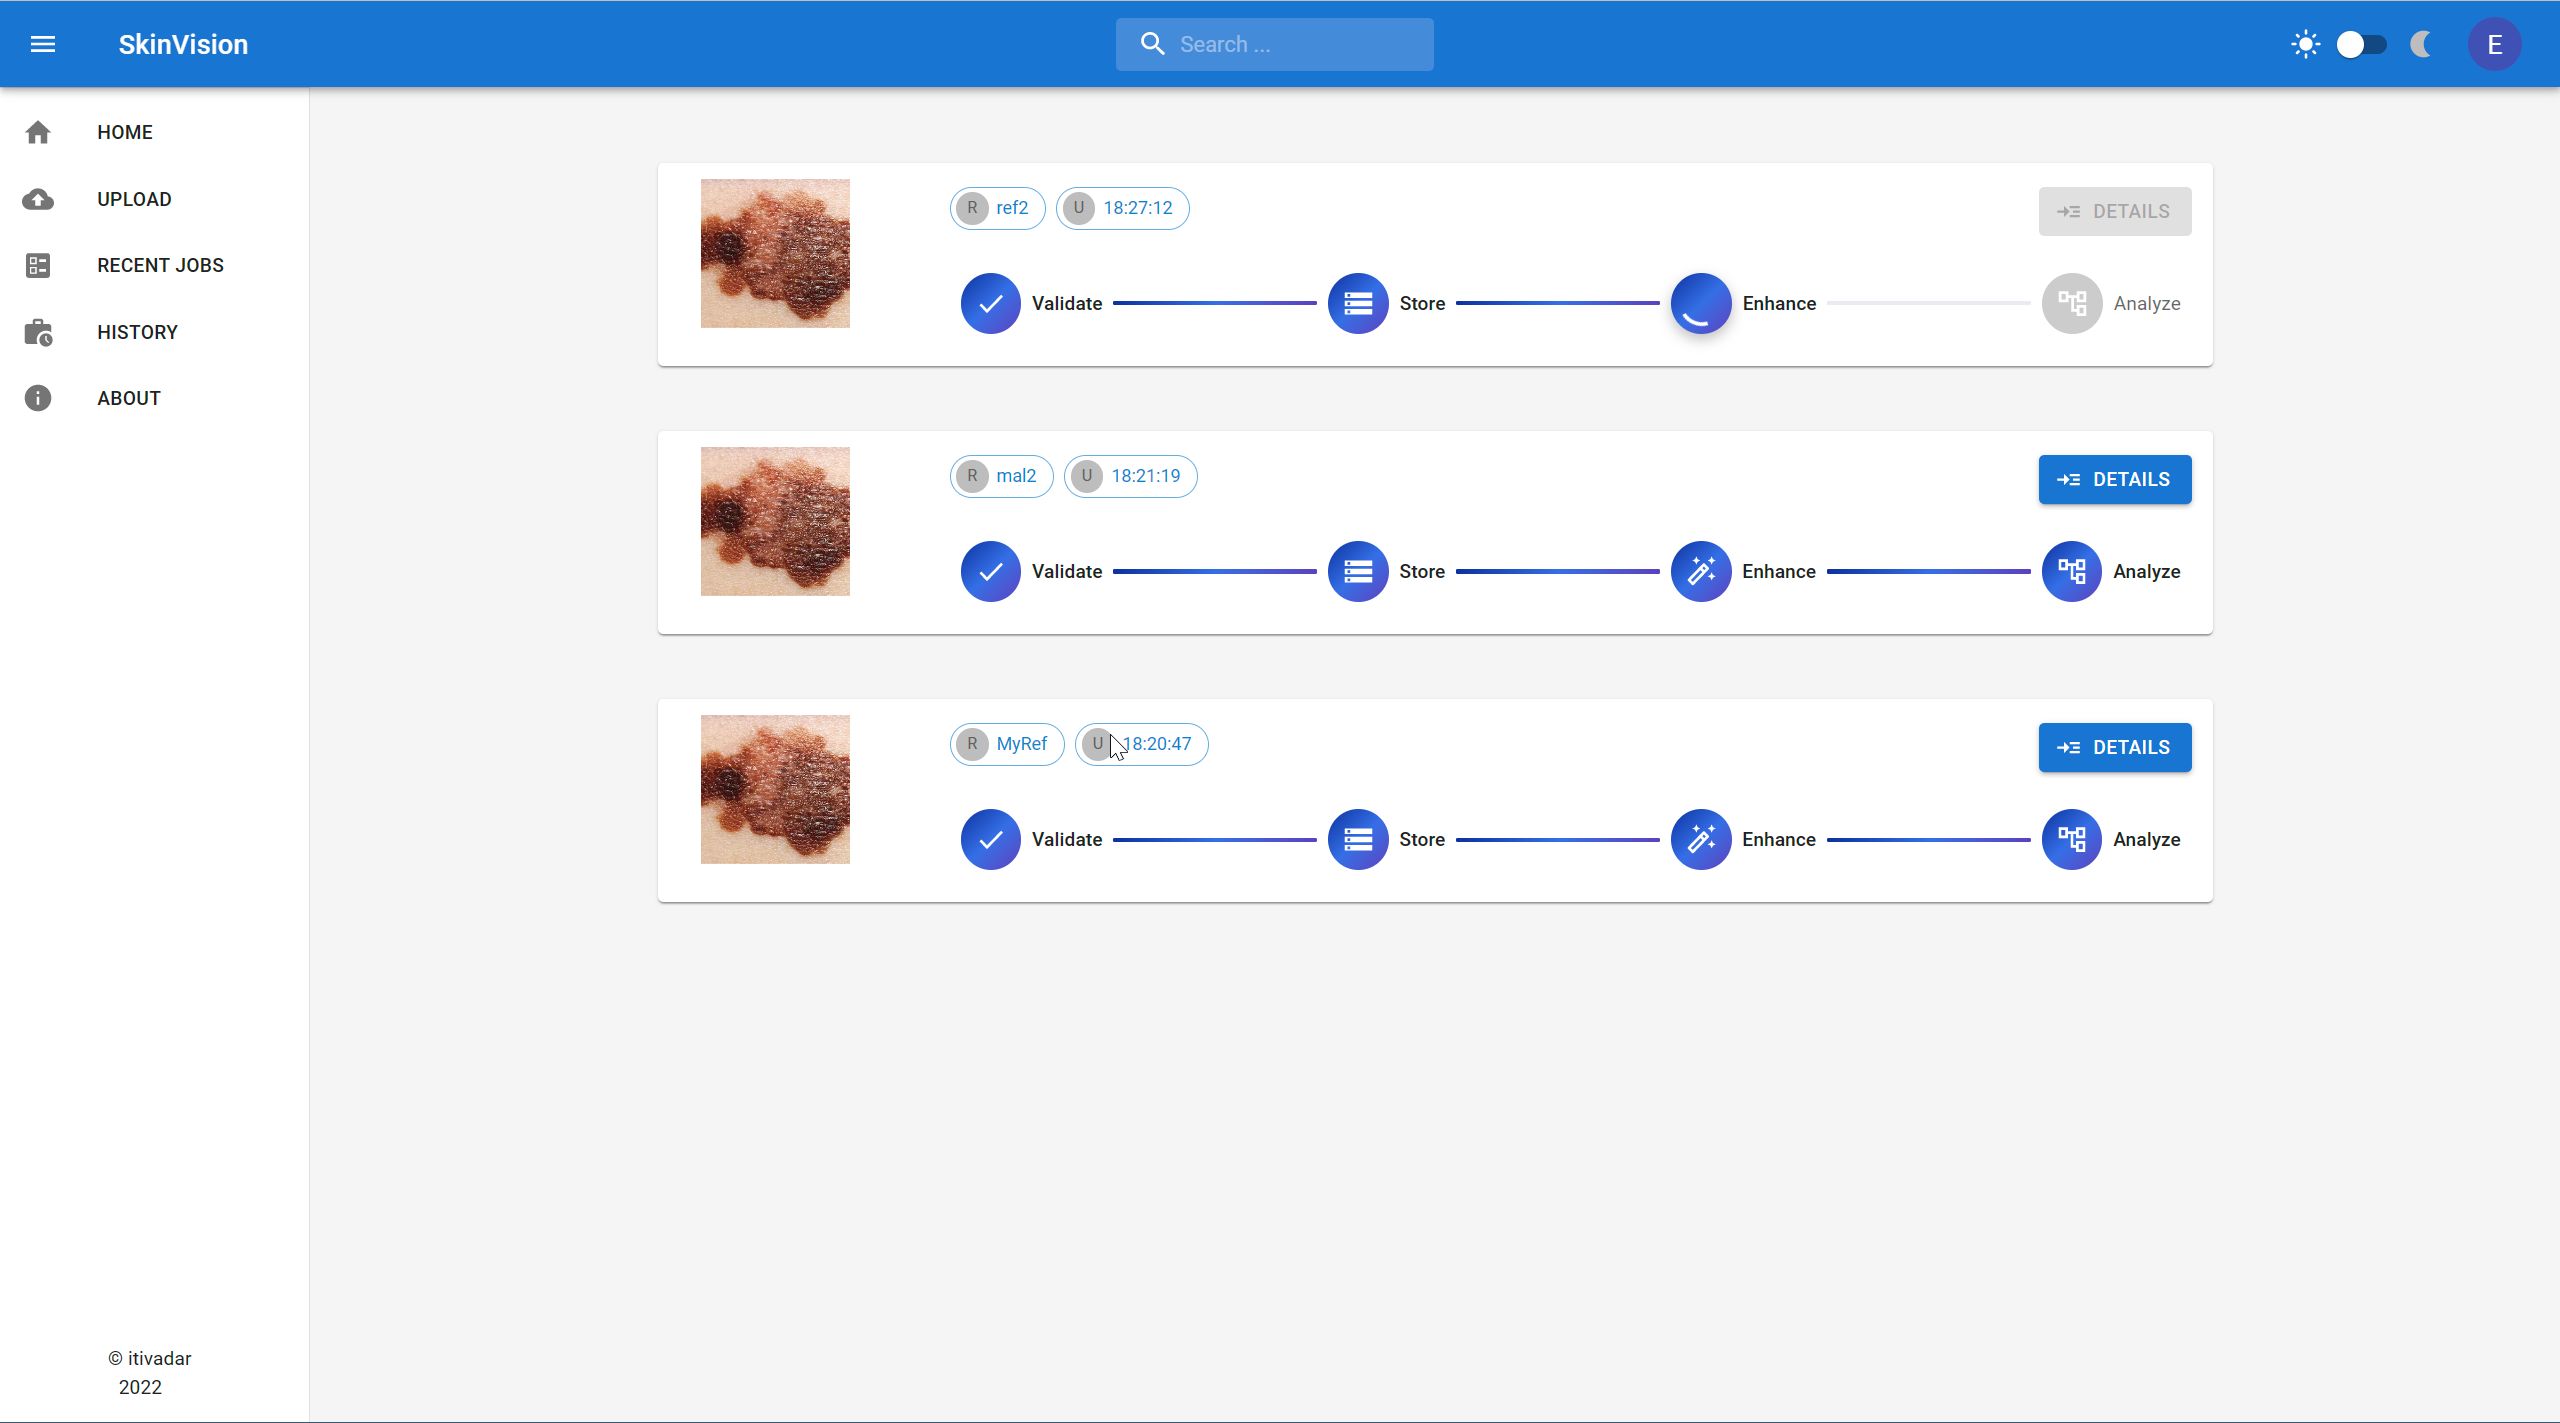 SkinVision
Search ...
E
HOME
UPLOAD
RECENT JOBS
HISTORY
ABOUT
R ref2 U 18:27:12
DETAILS
Validate Store Enhance Analyze
R mal2 U 18:21:19
DETAILS
Validate Store Enhance Analyze
R MyRef U 18:20:47
DETAILS
Validate Store Enhance Analyze
© itivadar
2022